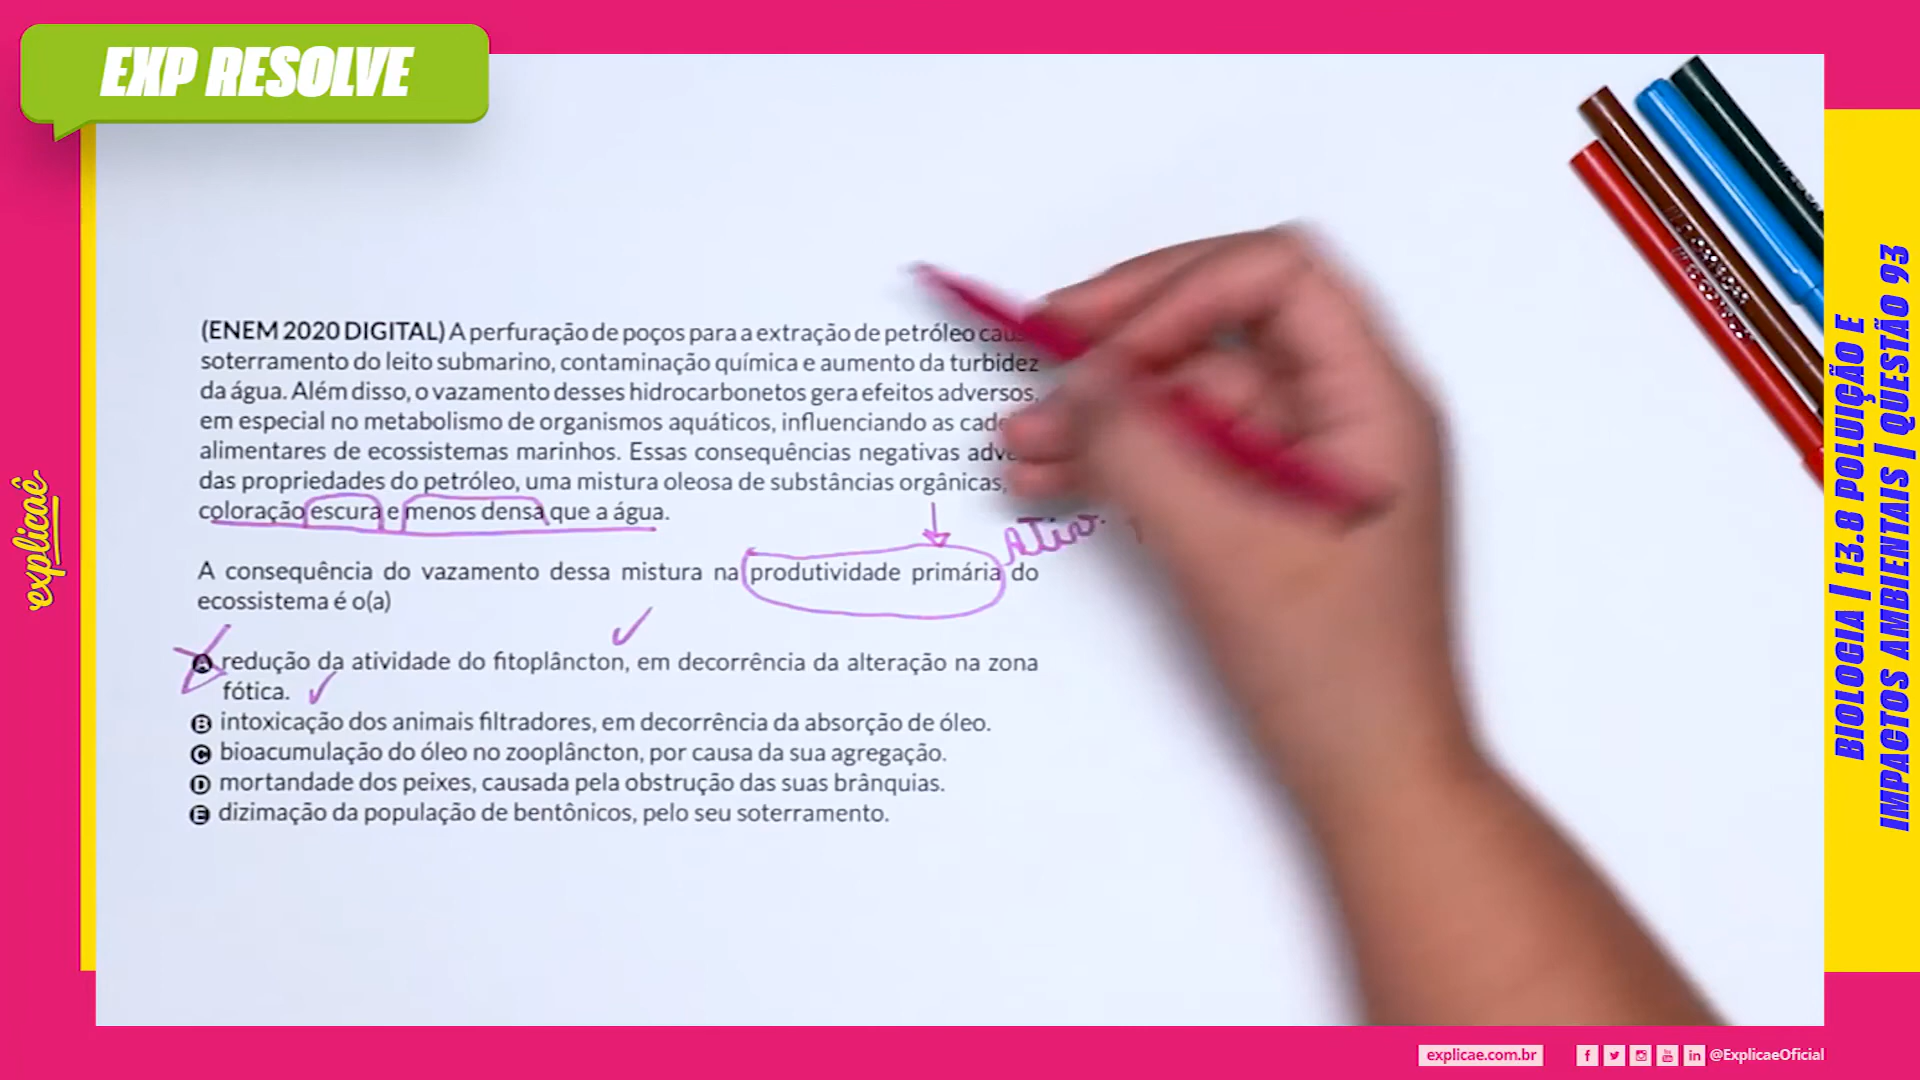 EXP RESOLVE
(ENEM 2020 DIGITAL) A perfuração de poços para a extração de petróleo
soterramento do leito submarino, contaminação química e aumento da turbidez
da água. Além disso, o vazamento desses hidrocarbonetos gera efeitos adversos,
em especial no metabolismo de organismos aquáticos, influenciando as
alimentares de ecossistemas marinhos. Essas consequências negativas
das propriedades do petróleo, uma mistura oleosa de substâncias orgânicas,
coloração escura e menos densa que a água.
Ativ.
A consequência do vazamento dessa mistura na produtividade primária do
ecossistema é o(a)
A redução da atividade do fitoplâncton, em decorrência da alteração na zona
fótica.
B intoxicação dos animais filtradores, em decorrência da absorção de óleo.
C bioacumulação do óleo no zooplâncton, por causa da sua agregação.
D mortandade dos peixes, causada pela obstrução das suas brânquias.
E dizimação da população de bentônicos, pelo seu soterramento.
explicaê
BIOLOGIA | 13.8 POLUIÇÃO E
IMPACTOS AMBIENTAIS | QUESTÃO 93
explicae.com.br
@ExplicaeOficial